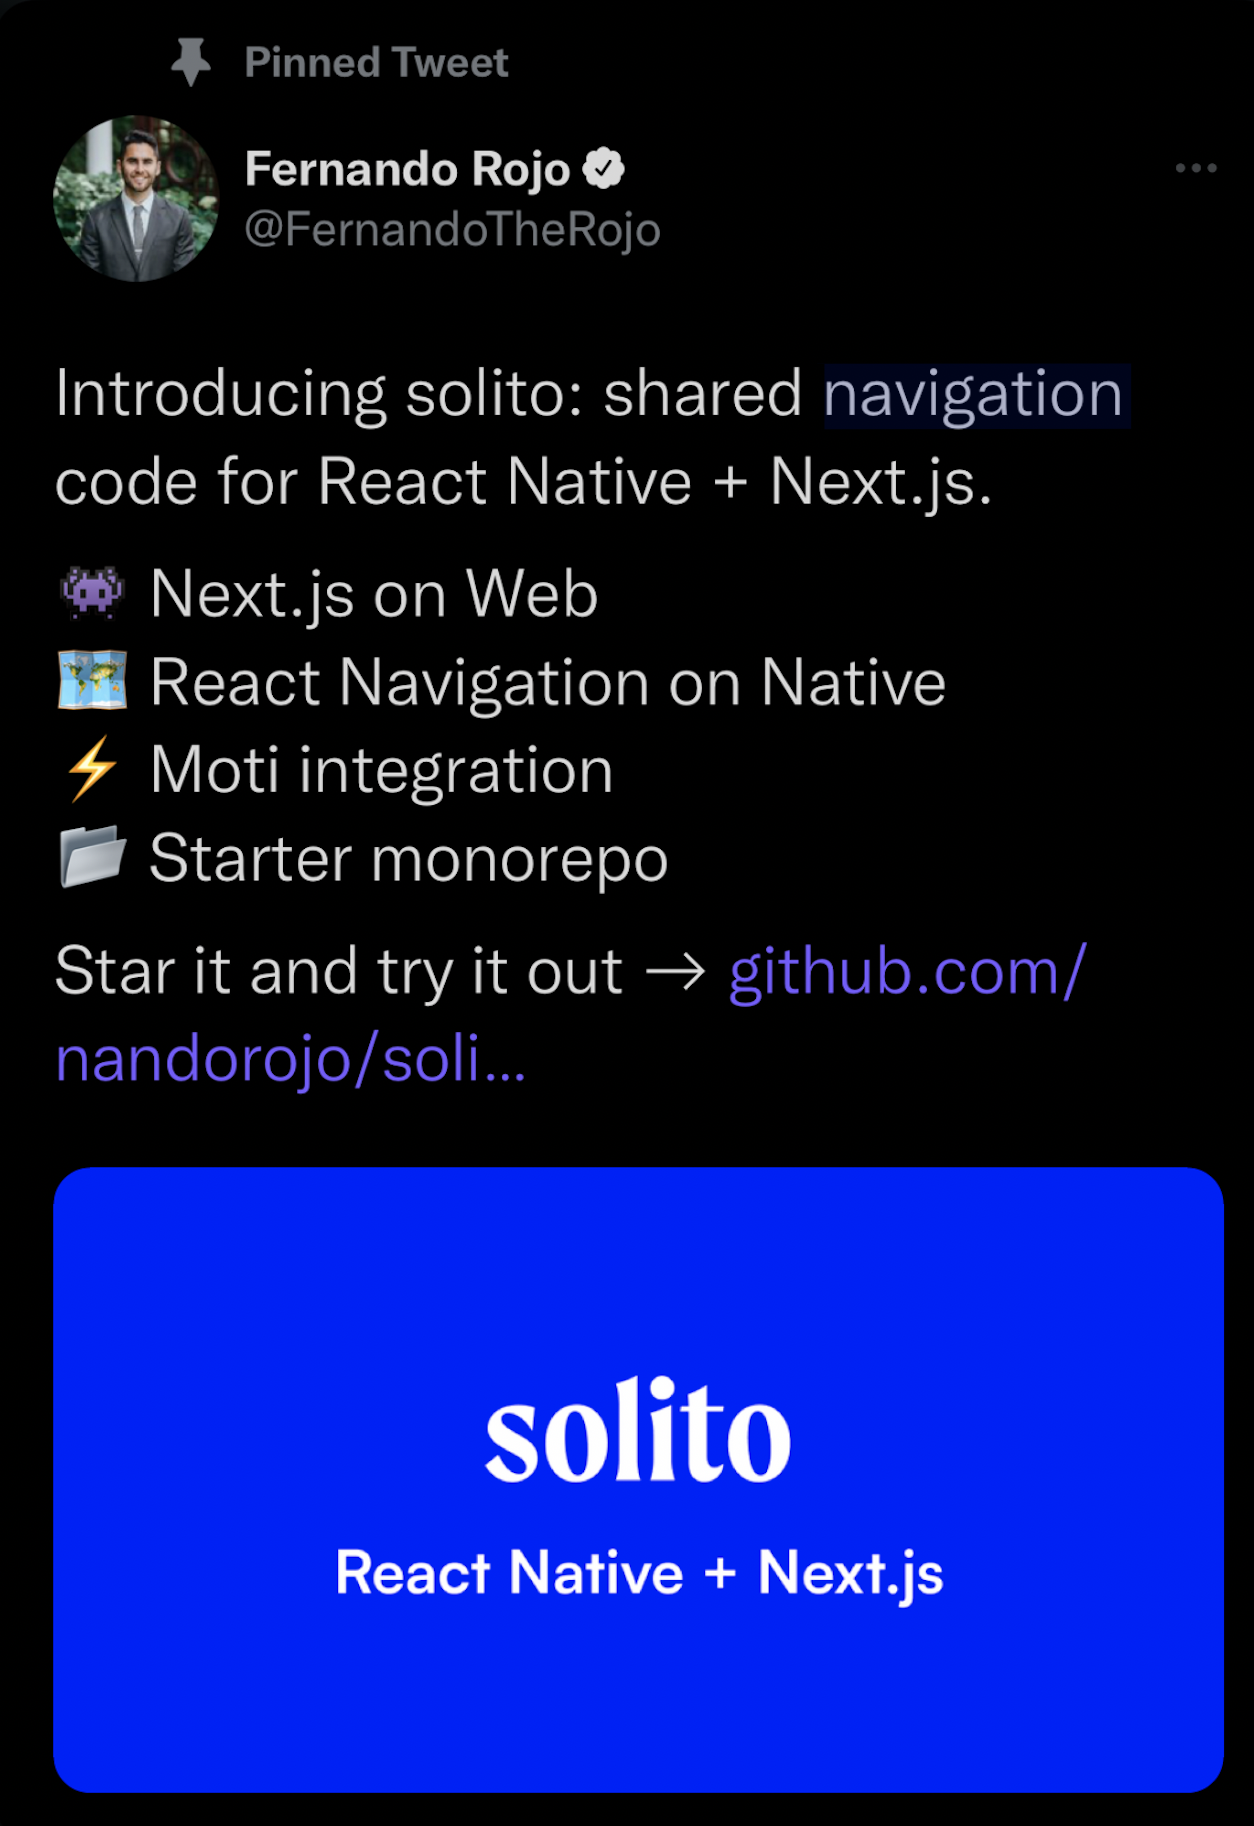 Pinned Tweet
Fernando Rojo
@FernandoTheRojo
Introducing solito: shared navigation
code for React Native + Next.js.
👾 Next.js on Web
🗺️ React Navigation on Native
⚡ Moti integration
📁 Starter monorepo
Star it and try it out → github.com/
nandorojo/soli...
solito
React Native + Next.js